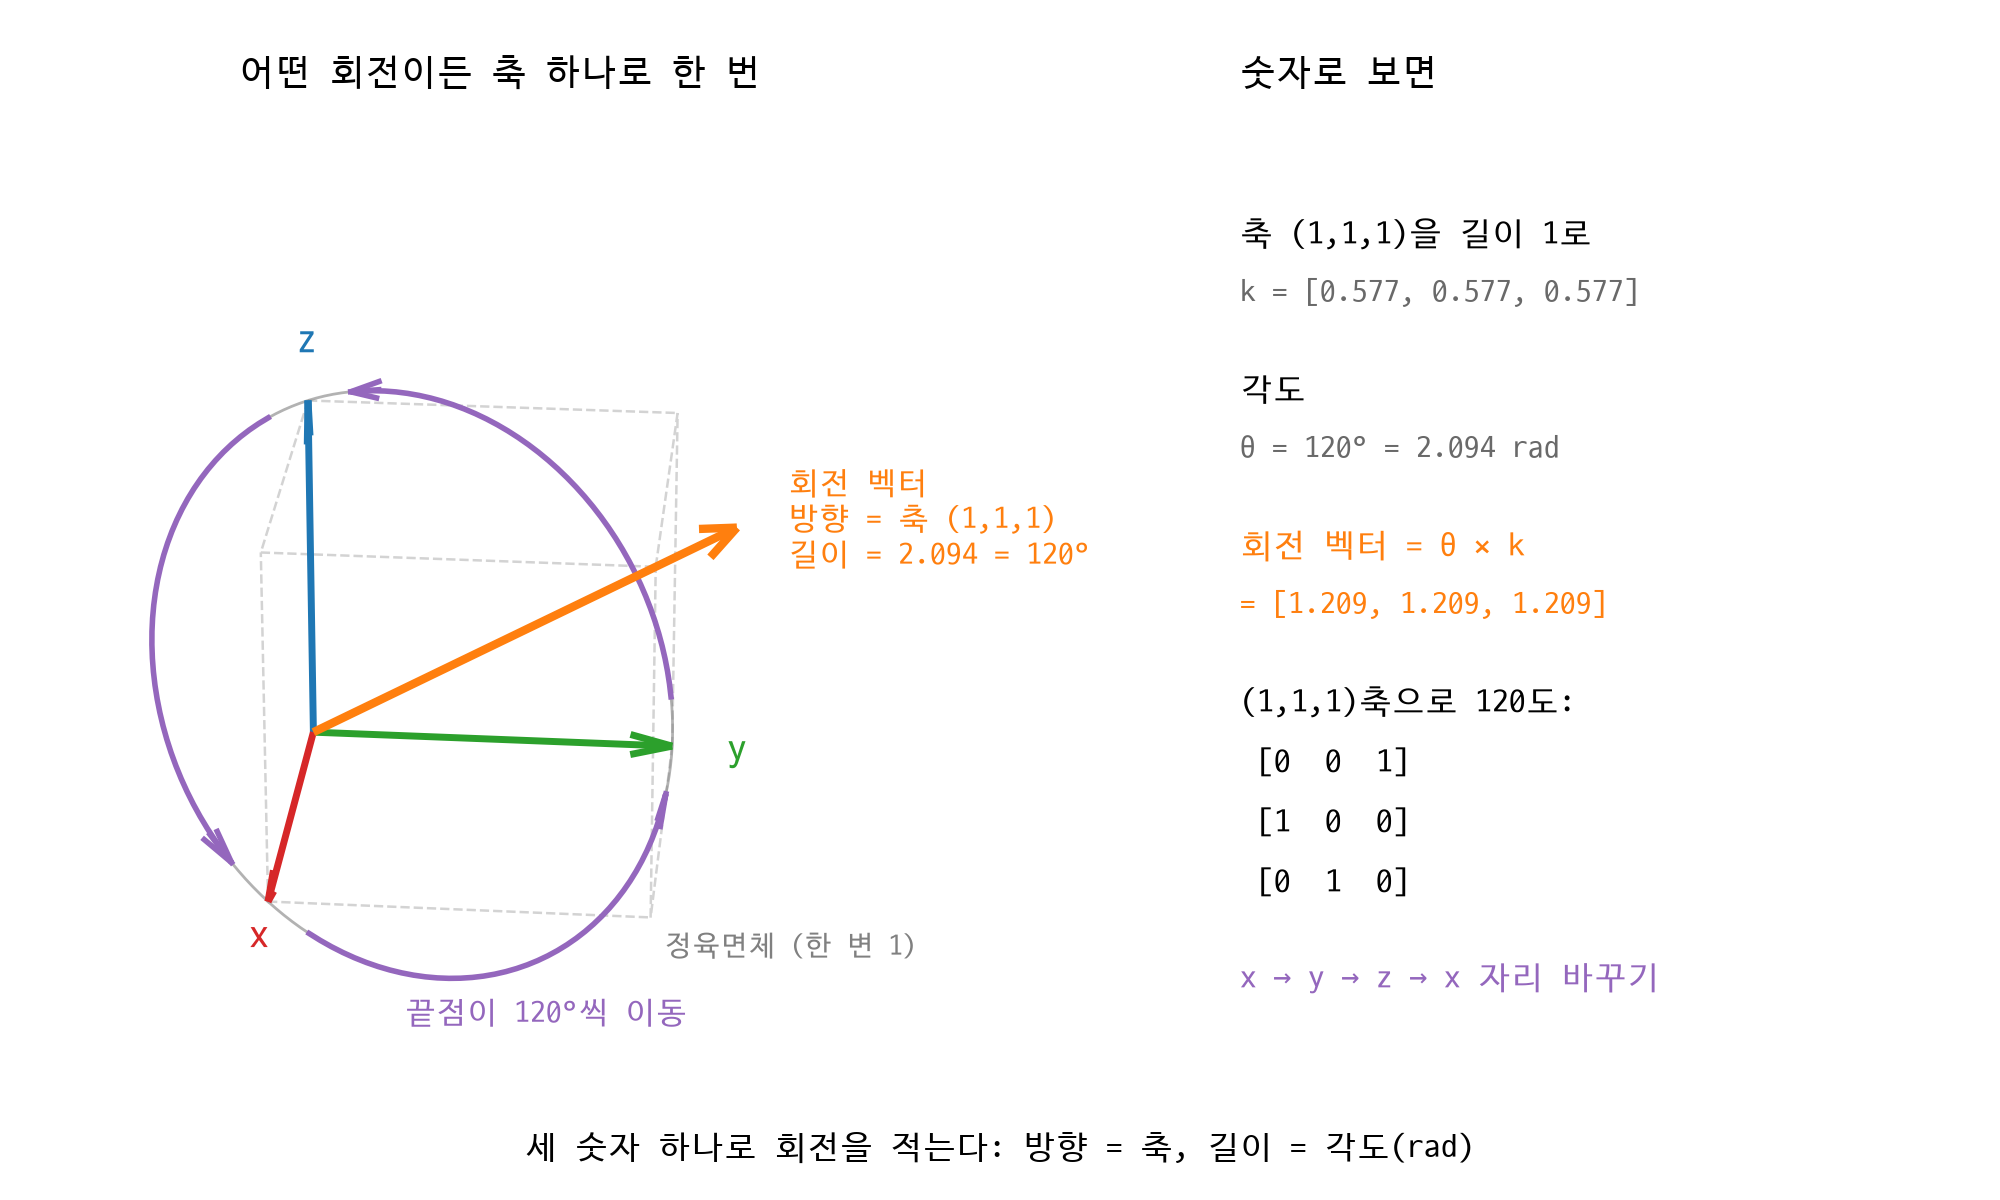 어떤 회전이든 축 하나로 한 번
숫자로 보면
z
회전 벡터
방향 = 축 (1,1,1)
길이 = 2.094 = 120°
y
x
정육면체 (한 변 1)
끝점이 120°씩 이동
축 (1,1,1)을 길이 1로
k = [0.577, 0.577, 0.577]
각도
θ = 120° = 2.094 rad
회전 벡터 = θ × k
= [1.209, 1.209, 1.209]
(1,1,1)축으로 120도:
[0 0 1]
[1 0 0]
[0 1 0]
x → y → z → x 자리 바꾸기
세 숫자 하나로 회전을 적는다: 방향 = 축, 길이 = 각도(rad)